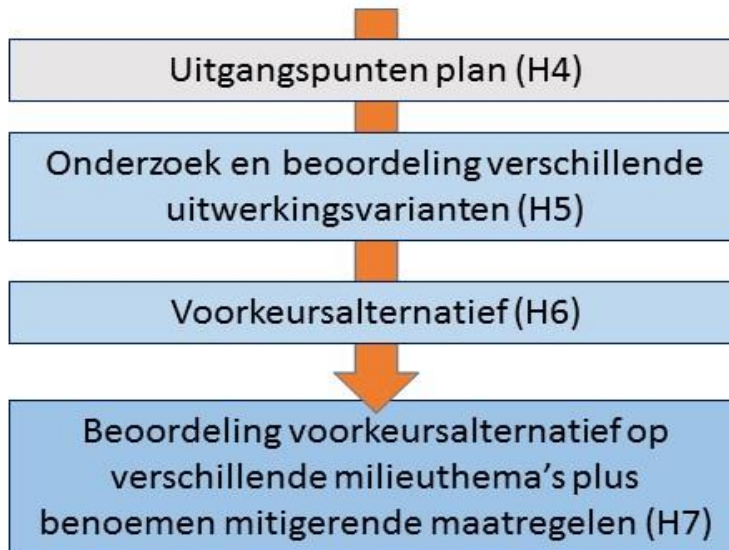 Uitgangspunten plan (H4)
Onderzoek en beoordeling verschillende
uitwerkingsvarianten (H5)
Voorkeursalternatief (H6)
Beoordeling voorkeursalternatief op
verschillende milieuthema's plus
benoemen mitigerende maatregelen (H7)